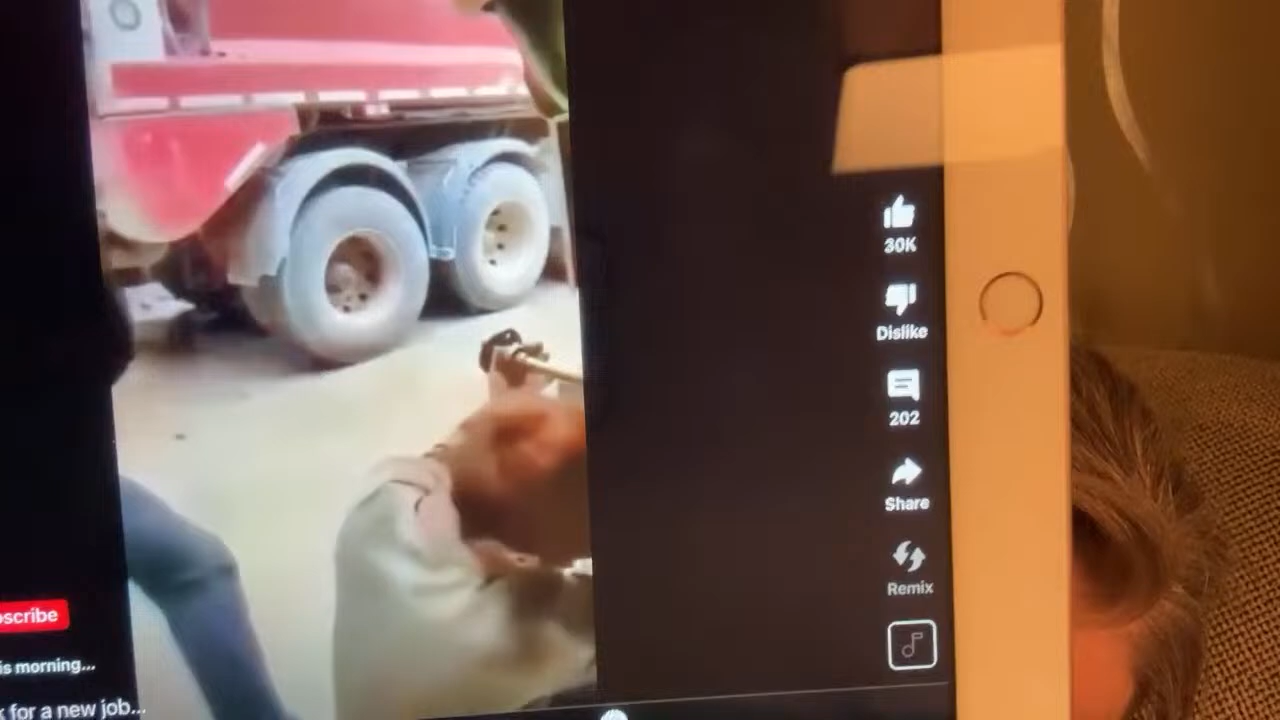 30K
Dislike
202
Share
Remix
scribe
is morning...
for a new job...